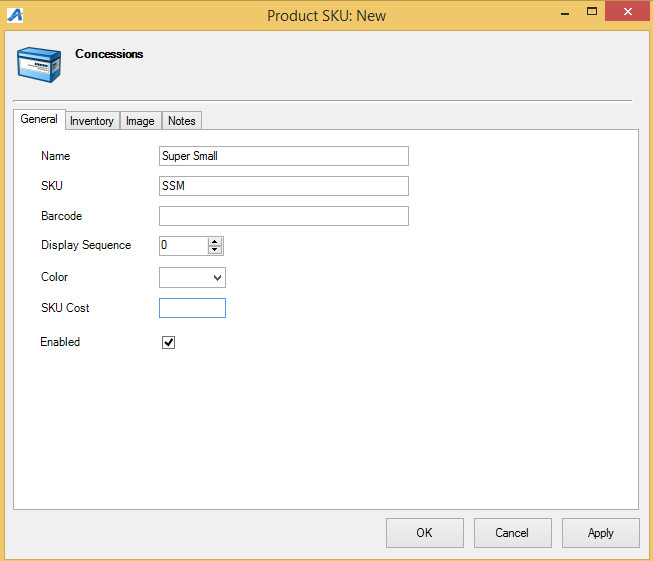 Product SKU: New
Concessions
General Inventory Image Notes
Name Super Small
SKU SSM
Barcode
Display Sequence 0
Color
SKU Cost
Enabled
OK Cancel Apply